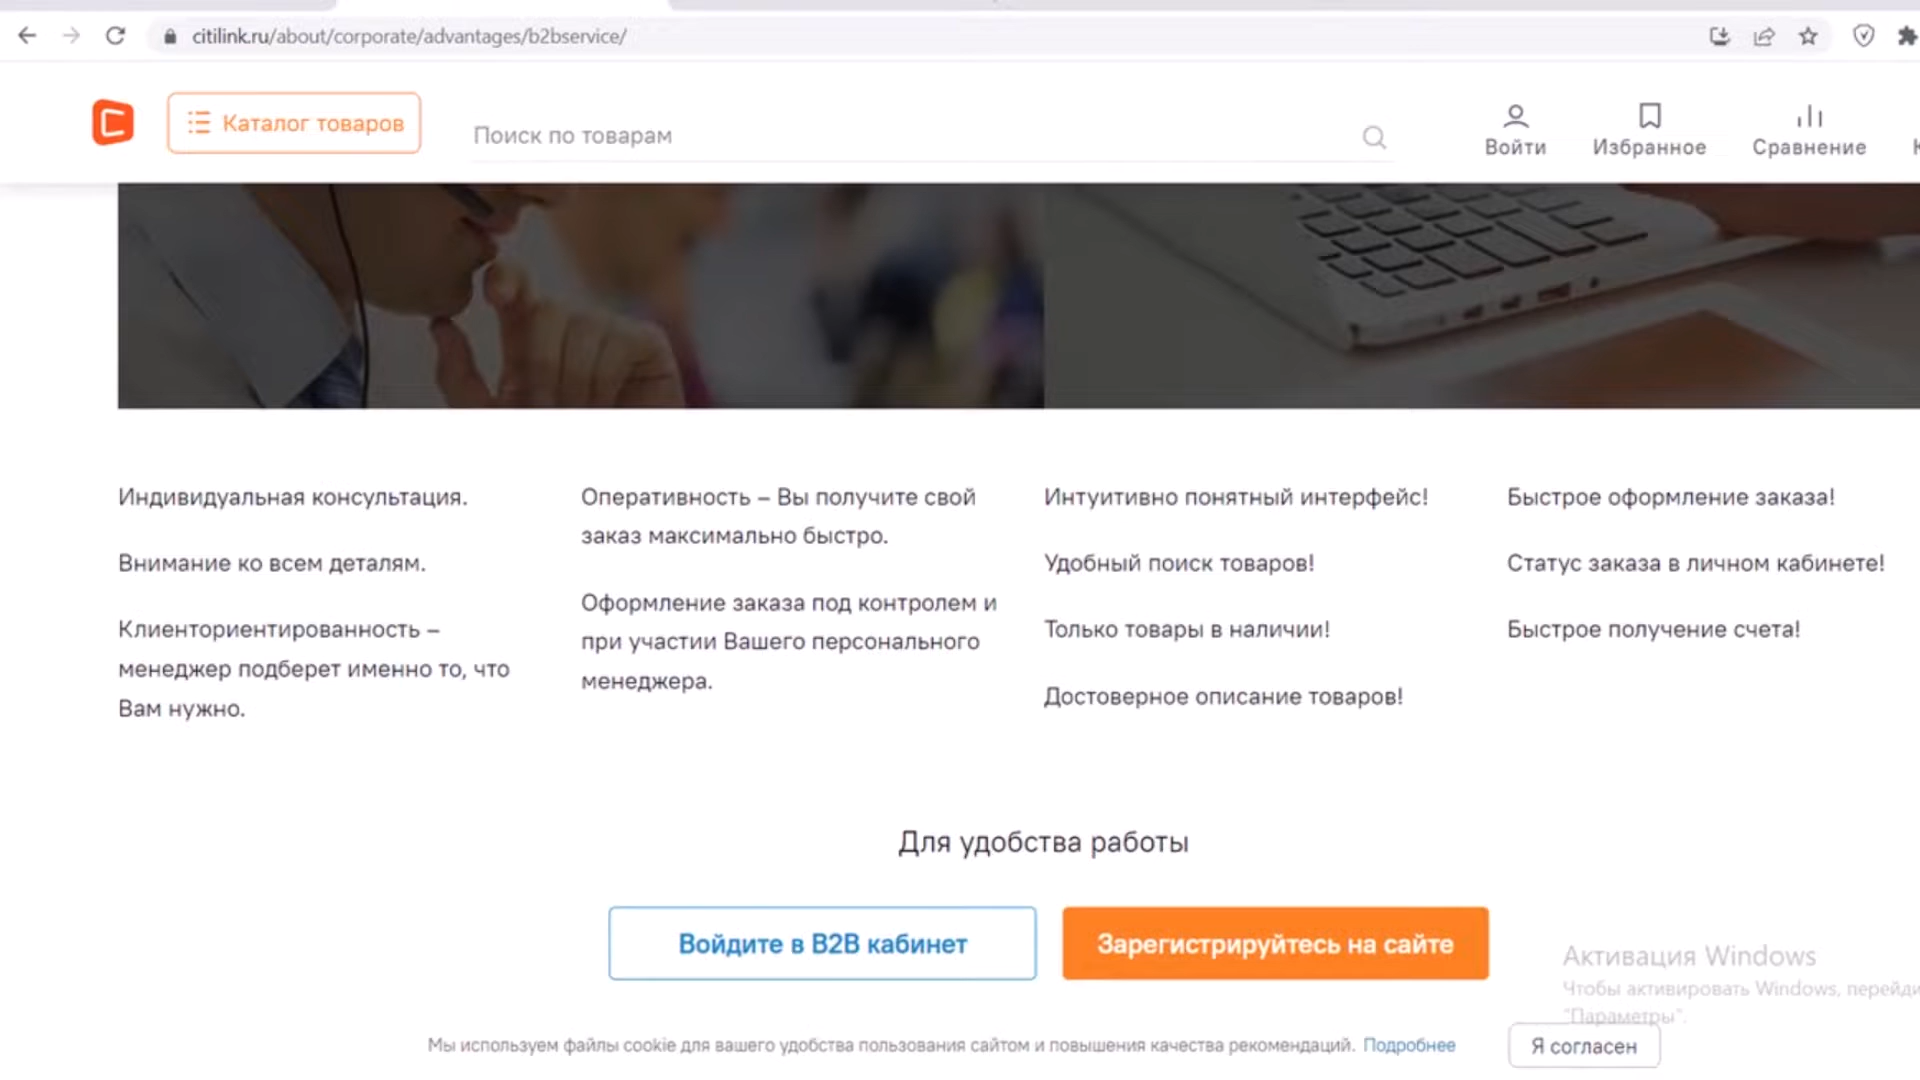 citilink.ru/about/corporate/advantages/b2bservice/
Каталог товаров
Поиск по товарам
Войти
Избранное
Сравнение
Индивидуальная консультация.
Внимание ко всем деталям.
Клиенториентированность –
менеджер подберет именно то, что
Вам нужно.
Оперативность – Вы получите свой
заказ максимально быстро.
Оформление заказа под контролем и
при участии Вашего персонального
менеджера.
Интуитивно понятный интерфейс!
Удобный поиск товаров!
Только товары в наличии!
Достоверное описание товаров!
Быстрое оформление заказа!
Статус заказа в личном кабинете!
Быстрое получение счета!
Для удобства работы
Войдите в B2B кабинет
Зарегистрируйтесь на сайте
Активация Windows
Чтобы активировать Windows, перейди
"Параметры".
Мы используем файлы cookie для вашего удобства пользования сайтом и повышения качества рекомендаций. Подробнее
Я согласен